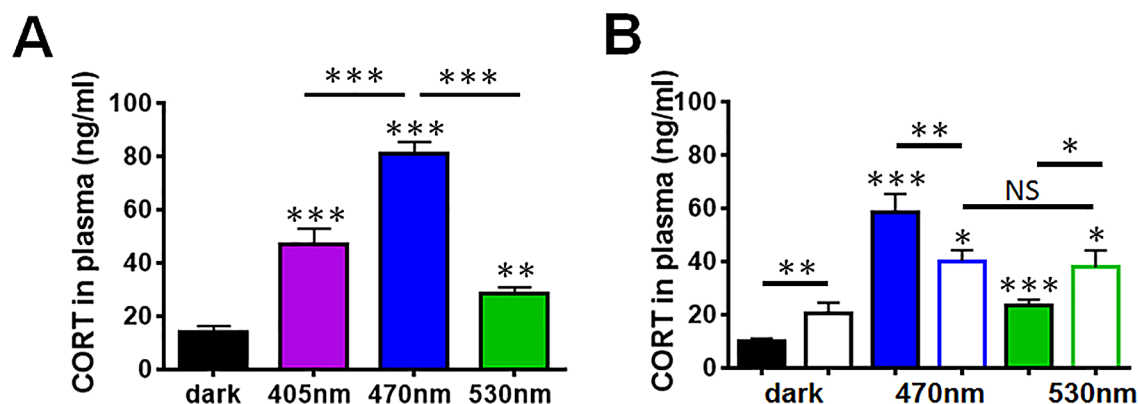 A
CORT in plasma (ng/ml)
100
80
60
40
20
0
*** ***
***
***
**
dark 405nm 470nm 530nm
B
CORT in plasma (ng/ml)
100
80
60
40
20
0
** *
***
NS
* *
** ***
dark 470nm 530nm